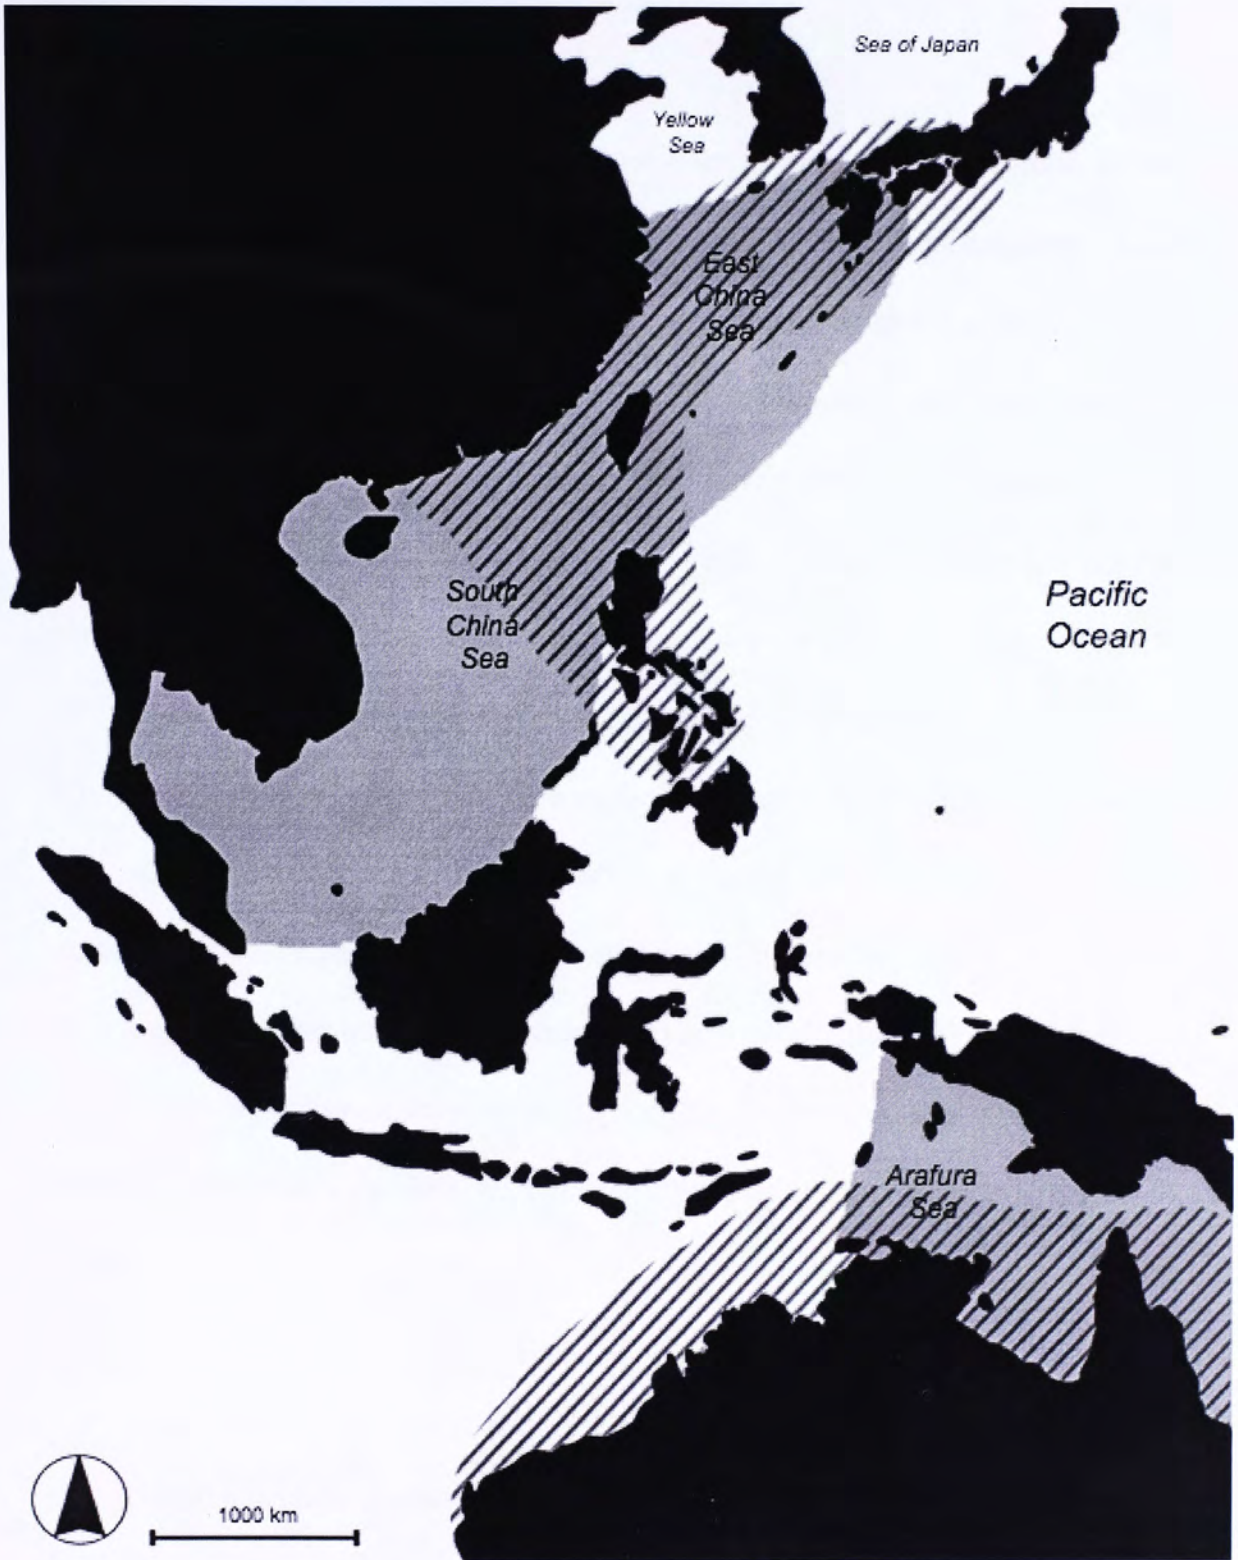 Sea of Japan
Yellow
Sea
East
China
Sea
South
China
Sea
Pacific
Ocean
Arafura
Sea
1000 km